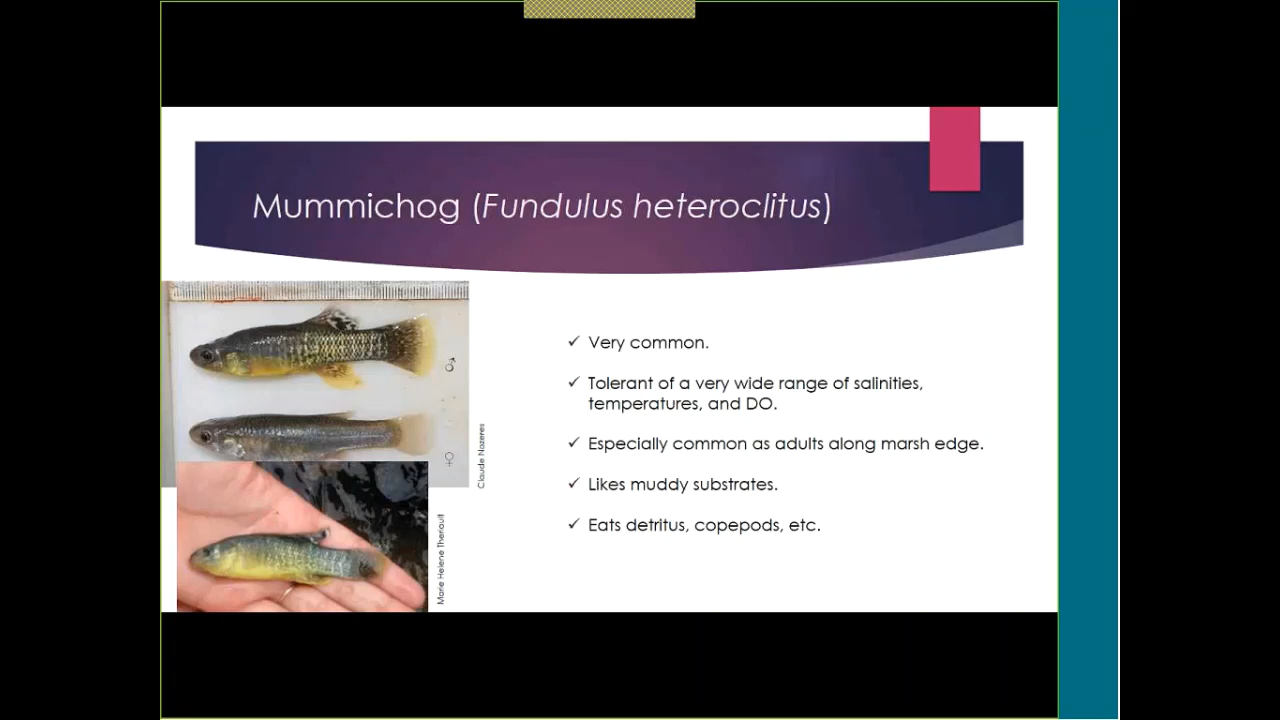 Mummichog (Fundulus heteroclitus)
♂
♀
Claude Nozeres
Marie Helene Theriault
✓ Very common.
✓ Tolerant of a very wide range of salinities,
temperatures, and DO.
✓ Especially common as adults along marsh edge.
✓ Likes muddy substrates.
✓ Eats detritus, copepods, etc.